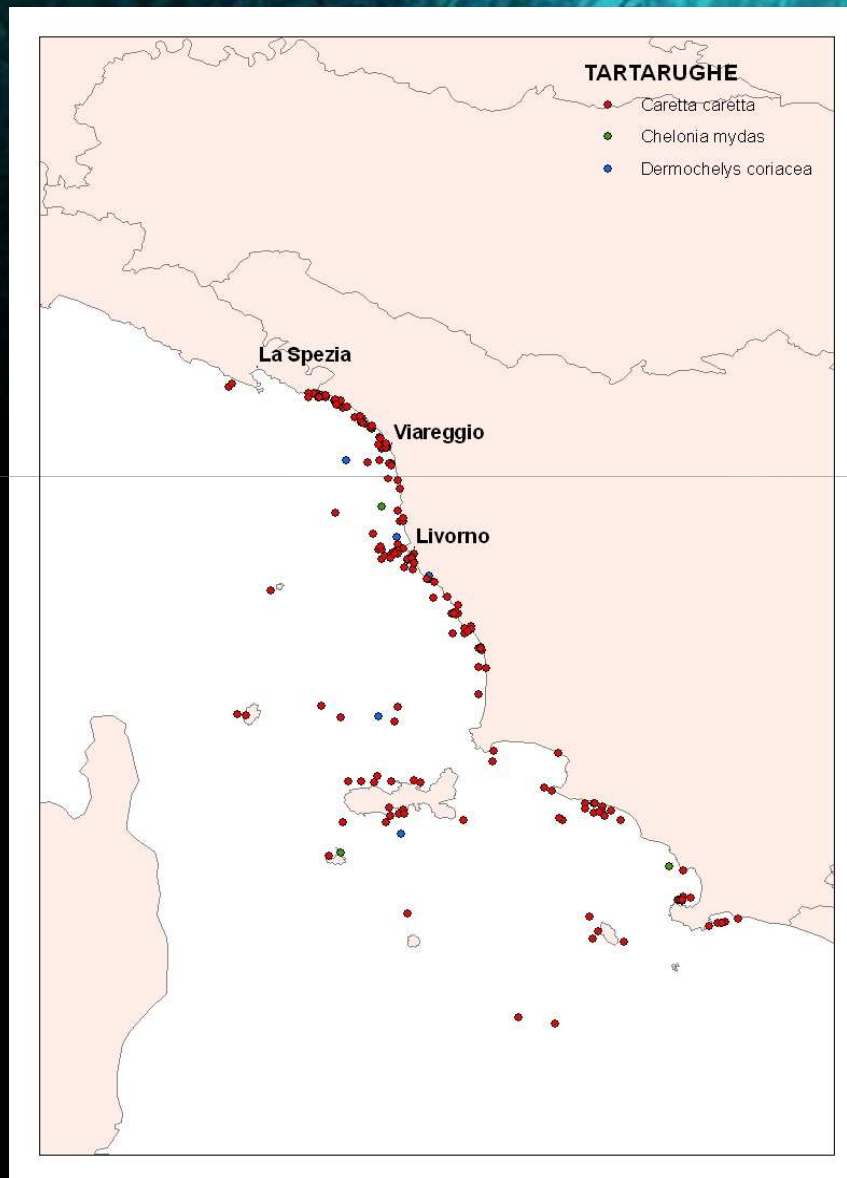 TARTARUGHE
Caretta caretta
Chelonia mydas
Dermochelys coriacea
La Spezia
Viareggio
Livorno